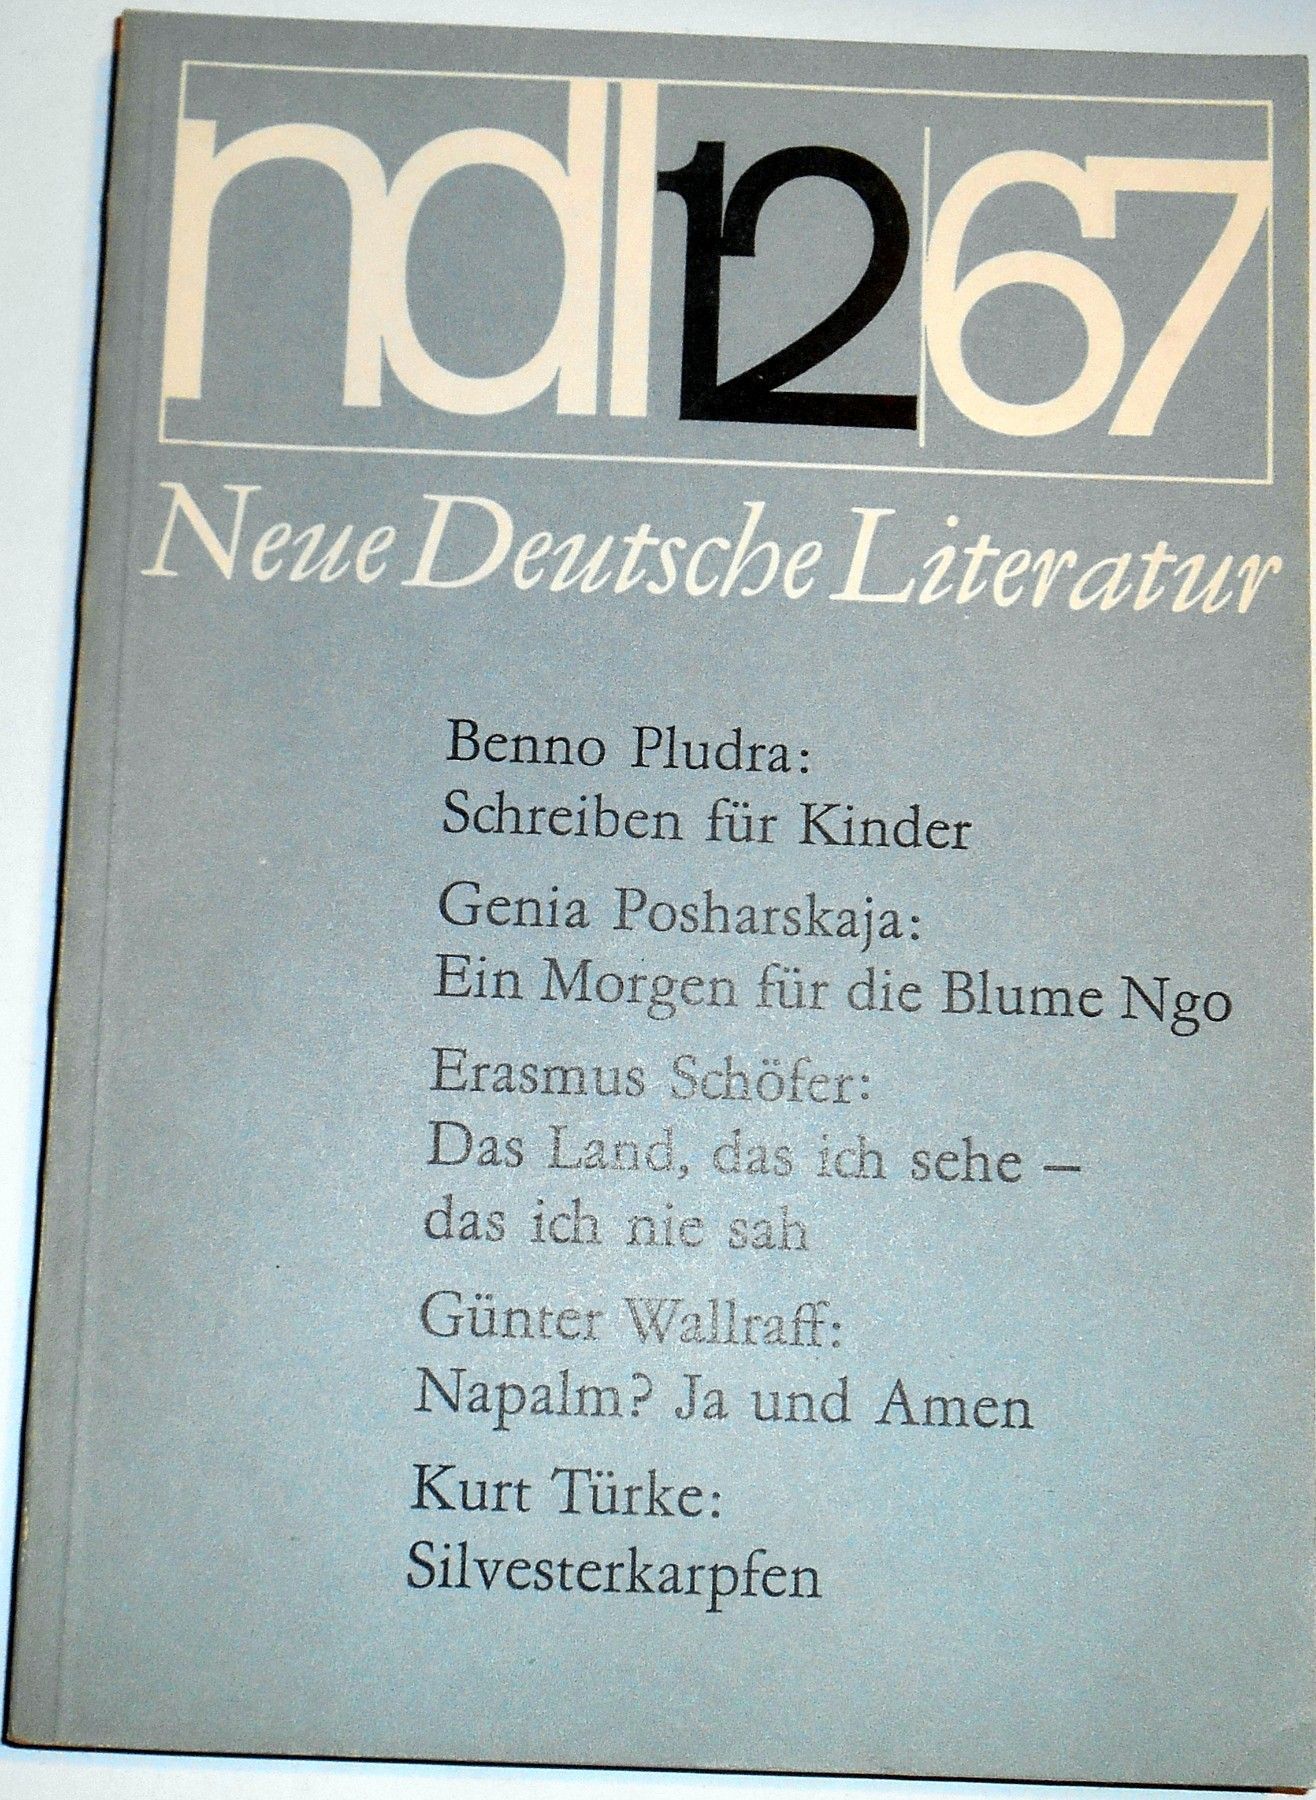 ndl 12 67
Neue Deutsche Literatur
Benno Pludra:
Schreiben für Kinder
Genia Posharskaja:
Ein Morgen für die Blume Ngo
Erasmus Schöfer:
Das Land, das ich sehe –
das ich nie sah
Günter Wallraff:
Napalm? Ja und Amen
Kurt Türke:
Silvesterkarpfen